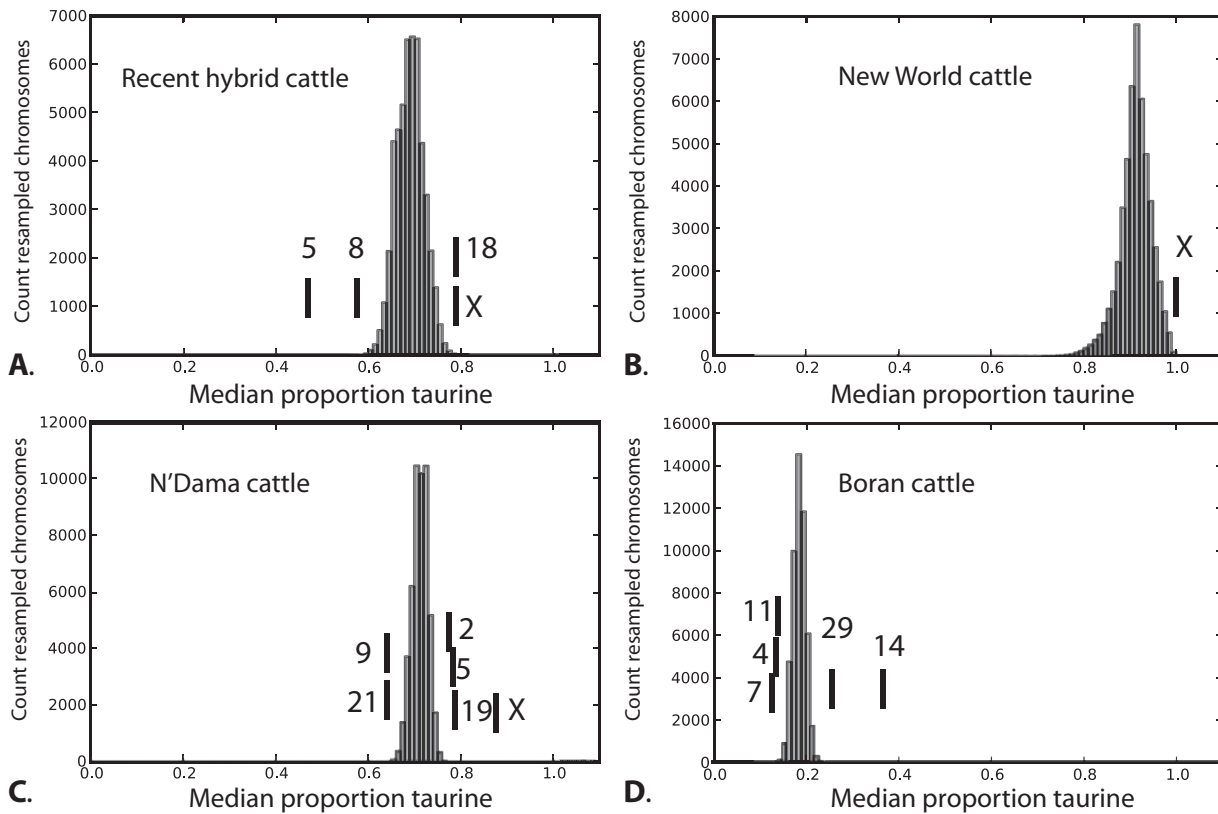 7000
6000
5000
4000
3000
2000
1000
0
Count resampled chromosomes
Recent hybrid cattle
5
8
18
X
0.0 0.2 0.4 0.6 0.8 1.0
A.
Median proportion taurine
8000
7000
6000
5000
4000
3000
2000
1000
0
Count resampled chromosomes
New World cattle
X
0.0 0.2 0.4 0.6 0.8 1.0
B.
Median proportion taurine
12000
10000
8000
6000
4000
2000
0
Count resampled chromosomes
N'Dama cattle
9
21
2
5
19
X
0.0 0.2 0.4 0.6 0.8 1.0
C.
Median proportion taurine
16000
14000
12000
10000
8000
6000
4000
2000
0
Count resampled chromosomes
Boran cattle
11
4
7
29
14
0.0 0.2 0.4 0.6 0.8 1.0
D.
Median proportion taurine